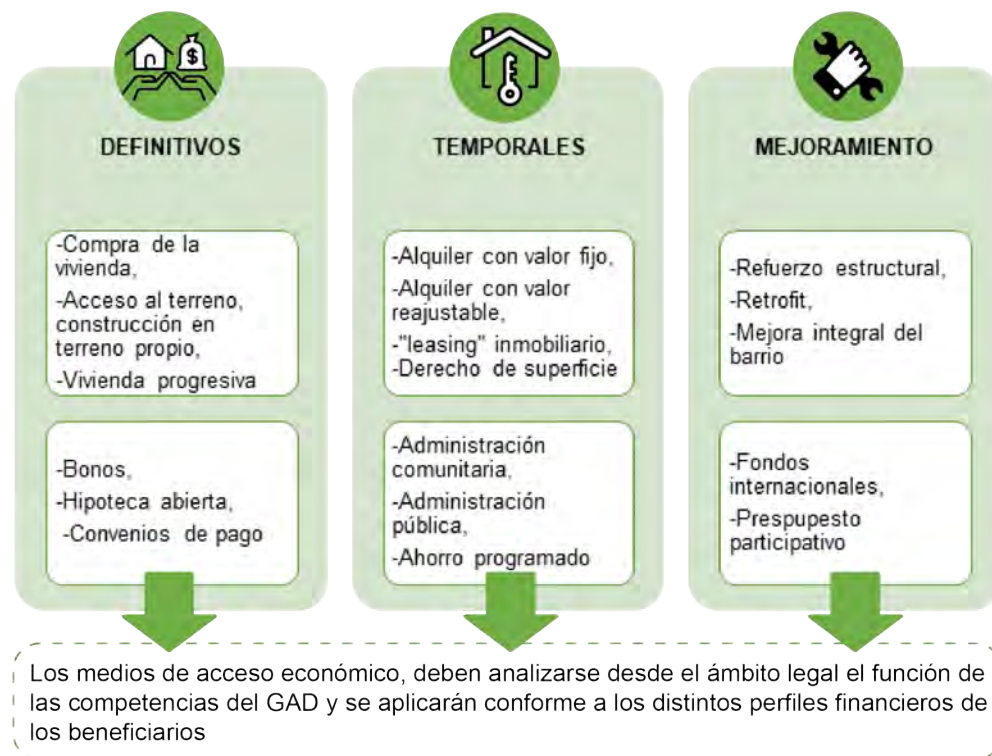 DEFINITIVOS
-Compra de la
vivienda,
-Acceso al terreno,
construcción en
terreno propio,
-Vivienda progresiva
-Bonos,
-Hipoteca abierta,
-Convenios de pago
TEMPORALES
-Alquiler con valor fijo,
-Alquiler con valor
reajustable,
-"leasing" inmobiliario,
-Derecho de superficie
-Administración
comunitaria,
-Administración
pública,
-Ahorro programado
MEJORAMIENTO
-Refuerzo estructural,
-Retrofit,
-Mejora integral del
barrio
-Fondos
internacionales,
-Prespupesto
participativo
Los medios de acceso económico, deben analizarse desde el ámbito legal el función de
las competencias del GAD y se aplicarán conforme a los distintos perfiles financieros de
los beneficiarios